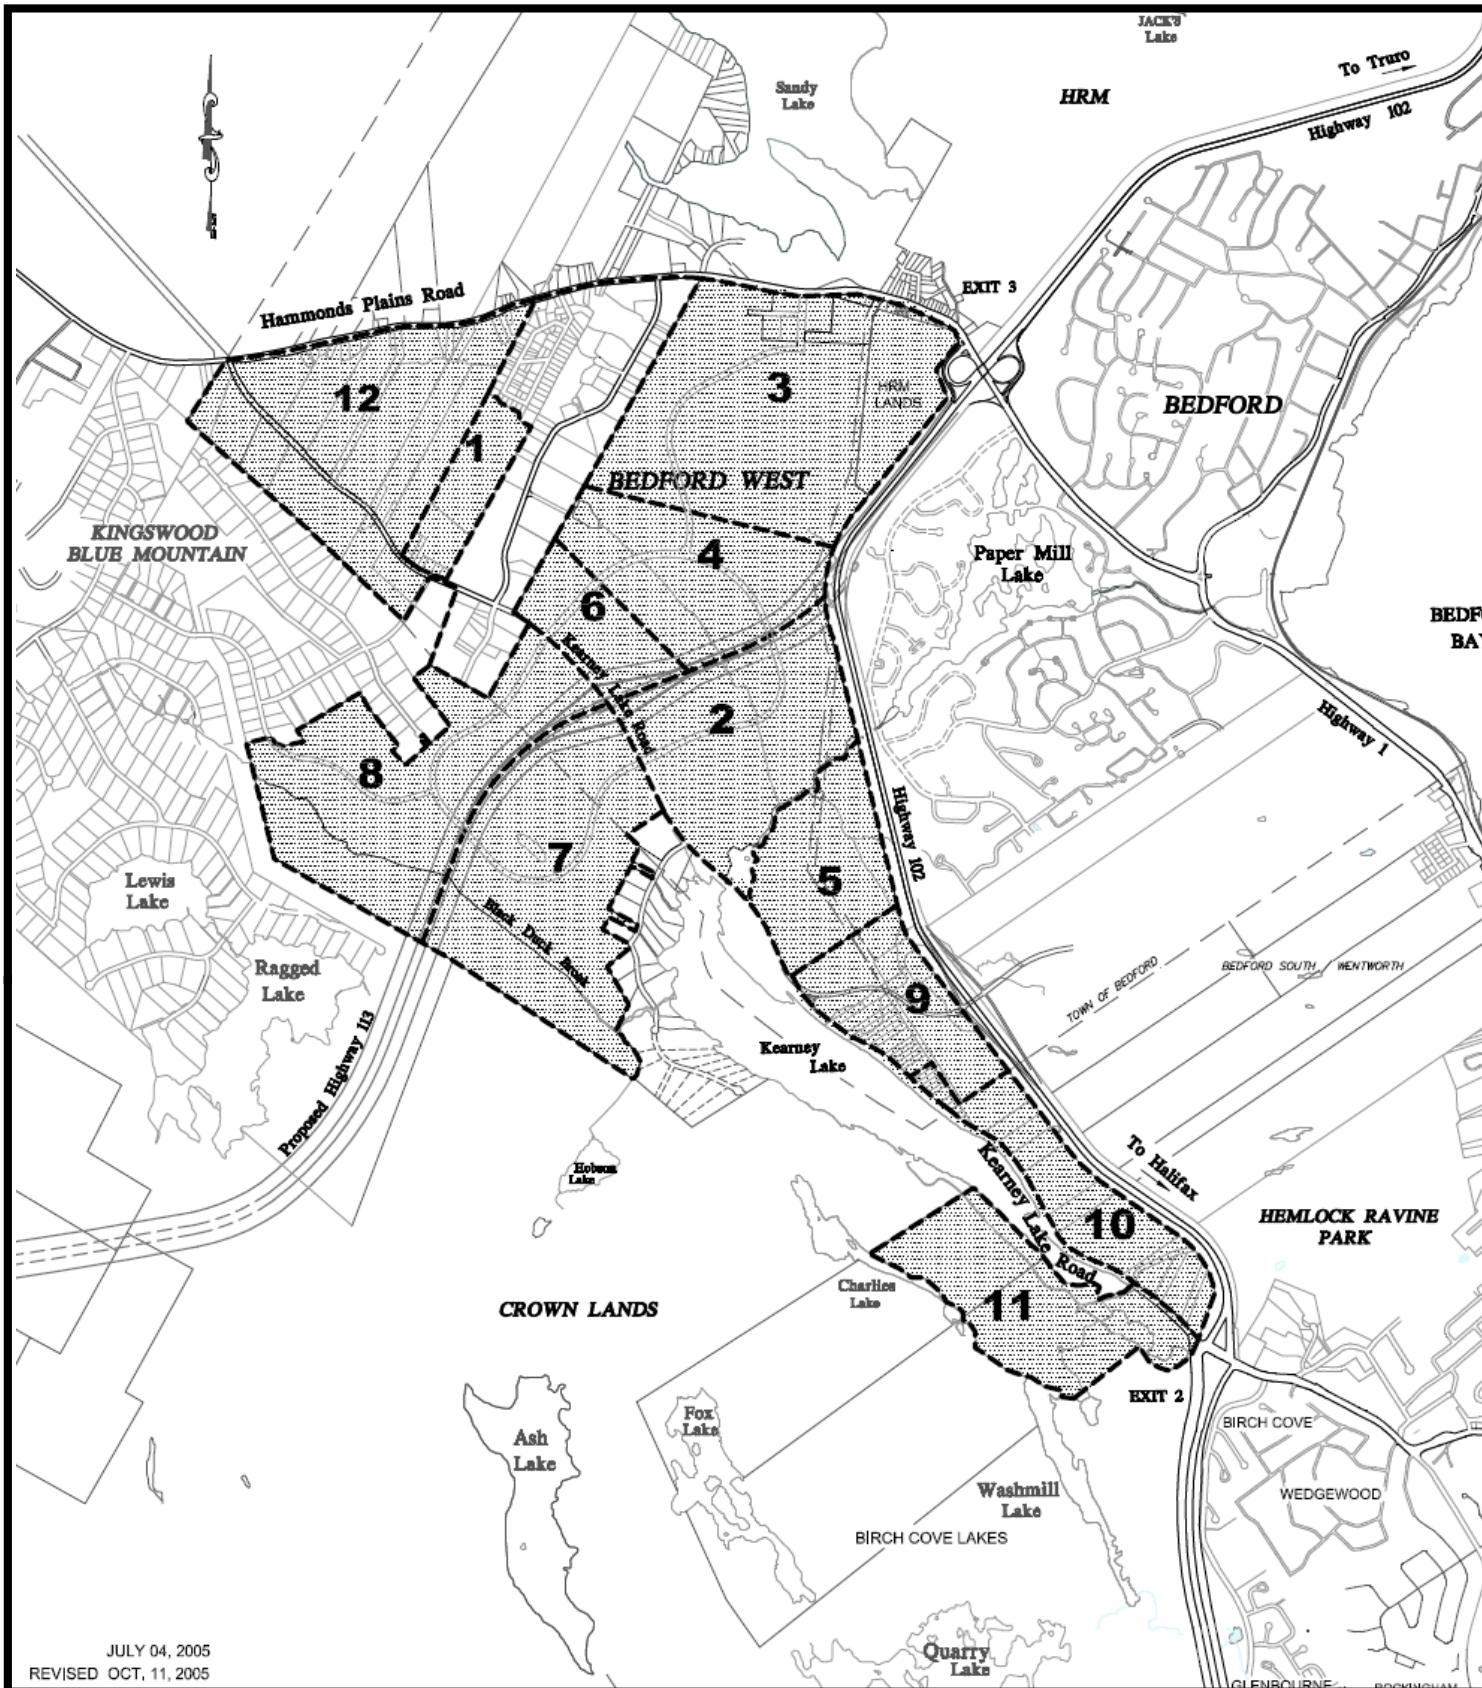 JACK'S
Lake
To Truro
Sandy
Lake
HRM
Highway 102
EXIT 3
Hammonds Plains Road
3
12
HRM
LANDS
BEDFORD
1
BEDFORD WEST
KINGSWOOD
BLUE MOUNTAIN
4
Paper Mill
Lake
6
Kearney Lake Road
2
Highway 1
8
Highway 102
7
5
Lewis
Lake
Black Duck Brook
Ragged
Lake
TOWN OF BEDFORD
BEDFORD SOUTH / WENTWORTH
9
Kearney
Lake
Proposed Highway 113
Hobson
Lake
To Halifax
Kearney Lake Road
10
HEMLOCK RAVINE
PARK
Charlies
Lake
11
CROWN LANDS
EXIT 2
Fox
Lake
BIRCH COVE
Ash
Lake
Washmill
Lake
WEDGEWOOD
BIRCH COVE LAKES
JULY 04, 2005
REVISED OCT, 11, 2005
Quarry
Lake
GLENBOURNE